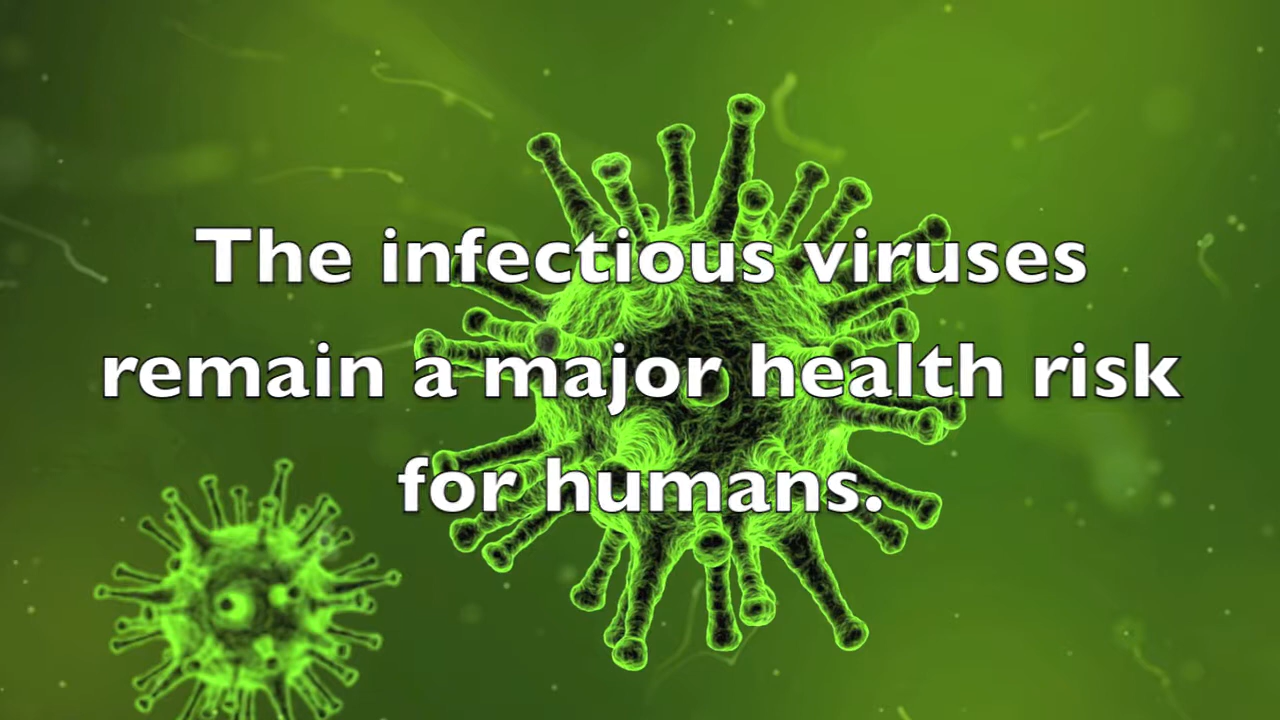 The infectious viruses
remain a major health risk
for humans.